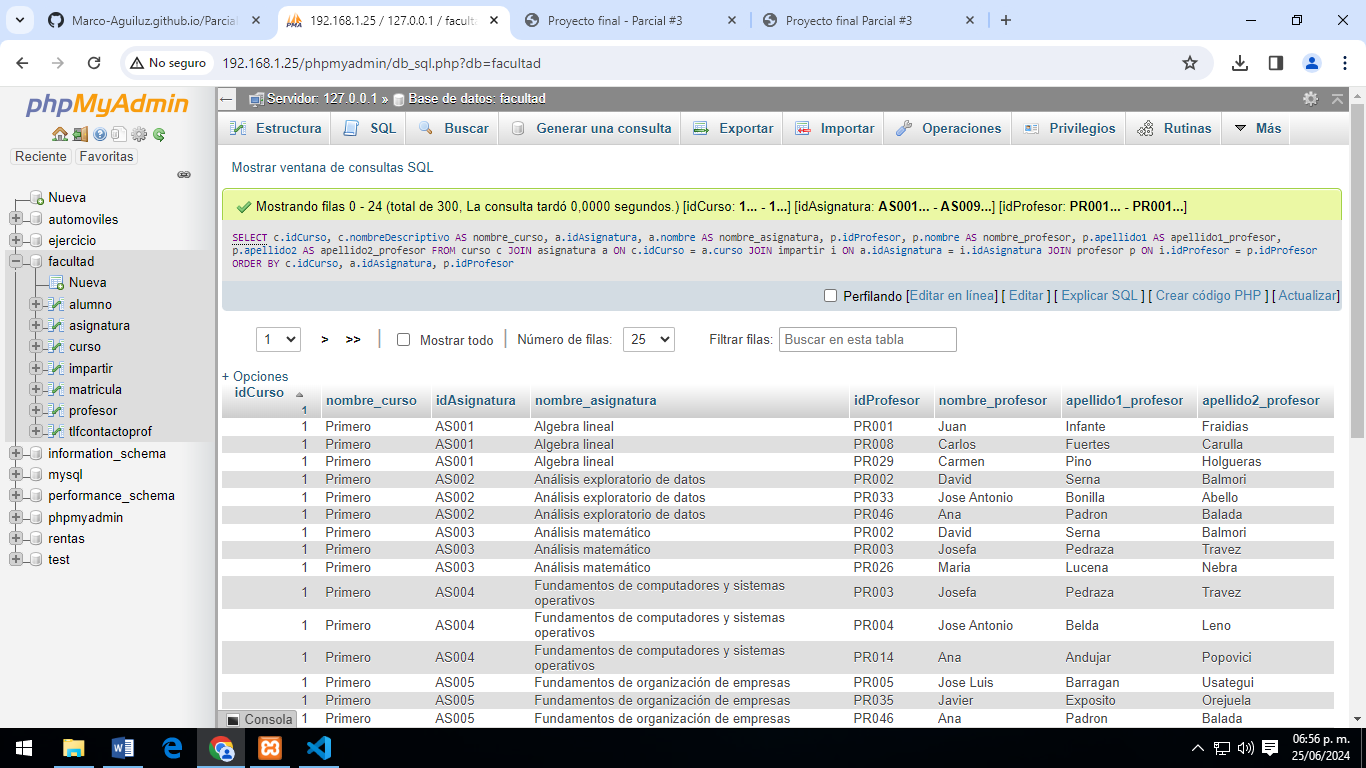 Marco-Aguiluz.github.io/Parcial
192.168.1.25 / 127.0.0.1 / faculta
Proyecto final - Parcial #3
Proyecto final Parcial #3
No seguro
192.168.1.25/phpmyadmin/db_sql.php?db=facultad
phpMyAdmin
Reciente
Favoritas
Nueva
automoviles
ejercicio
facultad
Nueva
alumno
asignatura
curso
impartir
matricula
profesor
tlfcontactoprof
information_schema
mysql
performance_schema
phpmyadmin
rentas
test
Servidor: 127.0.0.1 » Base de datos: facultad
Estructura
SQL
Buscar
Generar una consulta
Exportar
Importar
Operaciones
Privilegios
Rutinas
Más
Mostrar ventana de consultas SQL
Mostrando filas 0 - 24 (total de 300, La consulta tardó 0,0000 segundos.) [idCurso: 1... - 1...] [idAsignatura: AS001... - AS009...] [idProfesor: PR001... - PR001...]
SELECT c.idCurso, c.nombreDescriptivo AS nombre_curso, a.idAsignatura, a.nombre AS nombre_asignatura, p.idProfesor, p.nombre AS nombre_profesor, p.apellido1 AS apellido1_profesor,
p.apellido2 AS apellido2_profesor FROM curso c JOIN asignatura a ON c.idCurso = a.curso JOIN impartir i ON a.idAsignatura = i.idAsignatura JOIN profesor p ON i.idProfesor = p.idProfesor
ORDER BY c.idCurso, a.idAsignatura, p.idProfesor
Perfilando [Editar en línea] [ Editar ] [ Explicar SQL ] [ Crear código PHP ] [ Actualizar]
1 > >> | Mostrar todo | Número de filas: 25 Filtrar filas: Buscar en esta tabla
+ Opciones
idCurso 1 nombre_curso idAsignatura nombre_asignatura idProfesor nombre_profesor apellido1_profesor apellido2_profesor
1 Primero AS001 Algebra lineal PR001 Juan Infante Fraidias
1 Primero AS001 Algebra lineal PR008 Carlos Fuertes Carulla
1 Primero AS001 Algebra lineal PR029 Carmen Pino Holgueras
1 Primero AS002 Análisis exploratorio de datos PR002 David Serna Balmori
1 Primero AS002 Análisis exploratorio de datos PR033 Jose Antonio Bonilla Abello
1 Primero AS002 Análisis exploratorio de datos PR046 Ana Padron Balada
1 Primero AS003 Análisis matemático PR002 David Serna Balmori
1 Primero AS003 Análisis matemático PR003 Josefa Pedraza Travez
1 Primero AS003 Análisis matemático PR026 Maria Lucena Nebra
1 Primero AS004 Fundamentos de computadores y sistemas operativos PR003 Josefa Pedraza Travez
1 Primero AS004 Fundamentos de computadores y sistemas operativos PR004 Jose Antonio Belda Leno
1 Primero AS004 Fundamentos de computadores y sistemas operativos PR014 Ana Andujar Popovici
1 Primero AS005 Fundamentos de organización de empresas PR005 Jose Luis Barragan Usategui
1 Primero AS005 Fundamentos de organización de empresas PR035 Javier Exposito Orejuela
1 Primero AS005 Fundamentos de organización de empresas PR046 Ana Padron Balada
Consola
06:56 p. m.
25/06/2024